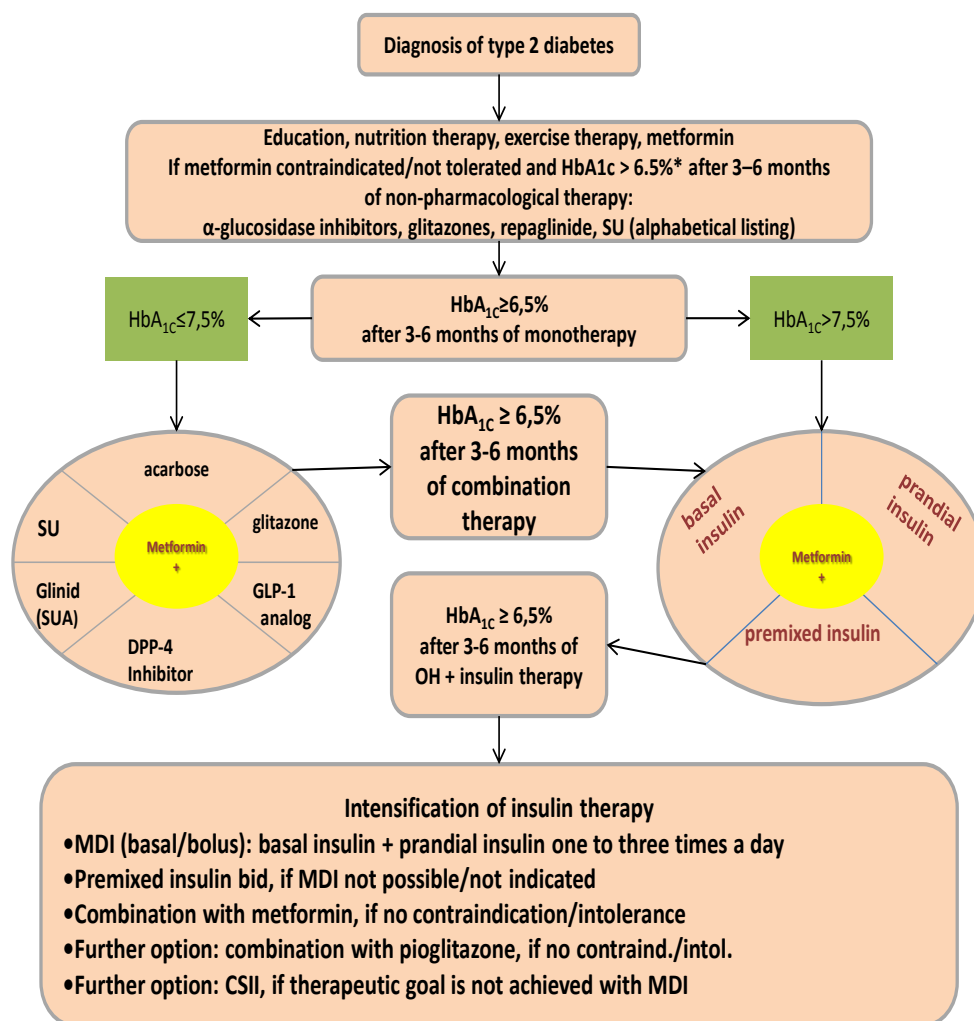 Diagnosis of type 2 diabetes
Education, nutrition therapy, exercise therapy, metformin
If metformin contraindicated/not tolerated and HbA1c > 6.5%* after 3–6 months
of non-pharmacological therapy:
α-glucosidase inhibitors, glitazones, repaglinide, SU (alphabetical listing)
HbA1C≤7,5%
HbA1C≥6,5%
after 3-6 months of monotherapy
HbA1C>7,5%
acarbose
SU
glitazone
Metformin
+
Glinid
(SUA)
GLP-1
analog
DPP-4
Inhibitor
HbA1C ≥ 6,5%
after 3-6 months
of combination
therapy
basal
insulin
prandial
insulin
Metformin
+
premixed insulin
HbA1C ≥ 6,5%
after 3-6 months of
OH + insulin therapy
Intensification of insulin therapy
•MDI (basal/bolus): basal insulin + prandial insulin one to three times a day
•Premixed insulin bid, if MDI not possible/not indicated
•Combination with metformin, if no contraindication/intolerance
•Further option: combination with pioglitazone, if no contraind./intol.
•Further option: CSII, if therapeutic goal is not achieved with MDI